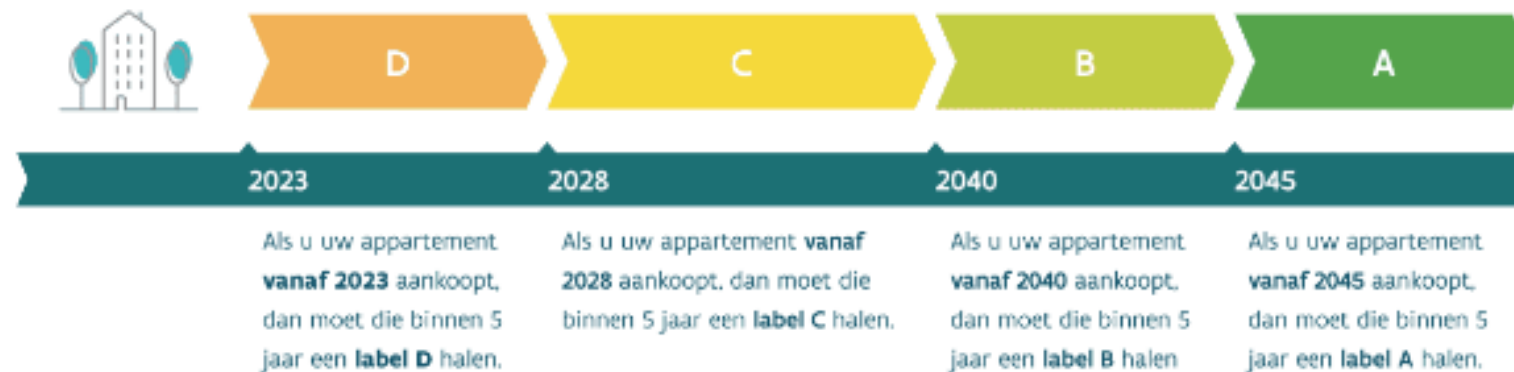 D
C
B
A
2023
2028
2040
2045
Als u uw appartement
vanaf 2023 aankoopt,
dan moet die binnen 5
jaar een label D halen.
Als u uw appartement vanaf
2028 aankoopt, dan moet die
binnen 5 jaar een label C halen.
Als u uw appartement
vanaf 2040 aankoopt,
dan moet die binnen 5
jaar een label B halen
Als u uw appartement
vanaf 2045 aankoopt,
dan moet die binnen 5
jaar een label A halen.